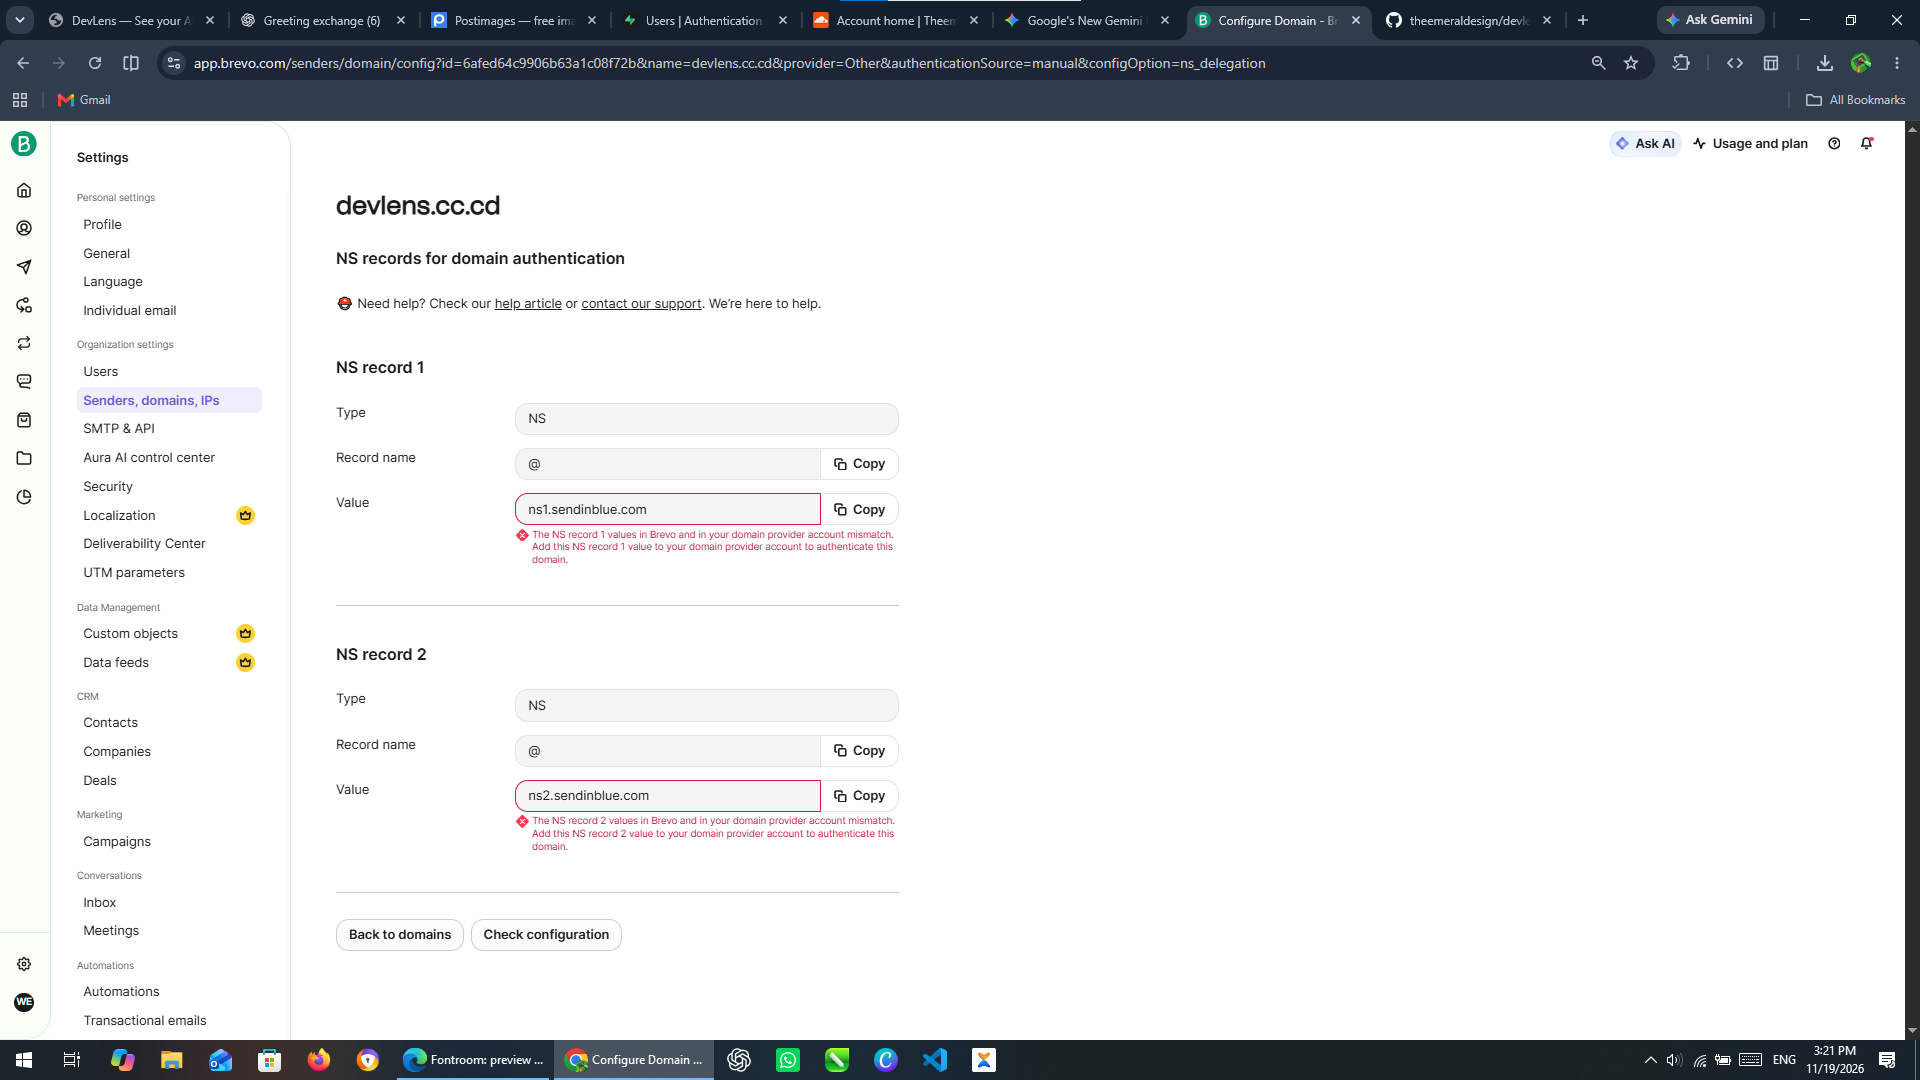 DevLens — See your A
Greeting exchange (6)
Postimages — free ima
Users | Authentication
Account home | Theem
Google's New Gemini
Configure Domain - Br
theemeraldesign/devle
Ask Gemini
app.brevo.com/senders/domain/config?id=6afed64c9906b63a1c08f72b&name=devlens.cc.cd&provider=Other&authenticationSource=manual&configOption=ns_delegation
Gmail
All Bookmarks
B
Settings
Personal settings
Profile
General
Language
Individual email
Organization settings
Users
Senders, domains, IPs
SMTP & API
Aura AI control center
Security
Localization
Deliverability Center
UTM parameters
Data Management
Custom objects
Data feeds
CRM
Contacts
Companies
Deals
Marketing
Campaigns
Conversations
Inbox
Meetings
Automations
Automations
Transactional emails
WE
Ask AI
Usage and plan
devlens.cc.cd
NS records for domain authentication
Need help? Check our help article or contact our support. We're here to help.
NS record 1
Type
NS
Record name
@
Copy
Value
ns1.sendinblue.com
Copy
The NS record 1 values in Brevo and in your domain provider account mismatch.
Add this NS record 1 value to your domain provider account to authenticate this
domain.
NS record 2
Type
NS
Record name
@
Copy
Value
ns2.sendinblue.com
Copy
The NS record 2 values in Brevo and in your domain provider account mismatch.
Add this NS record 2 value to your domain provider account to authenticate this
domain.
Back to domains
Check configuration
Fontroom: preview ...
Configure Domain ...
ENG
3:21 PM
11/19/2026